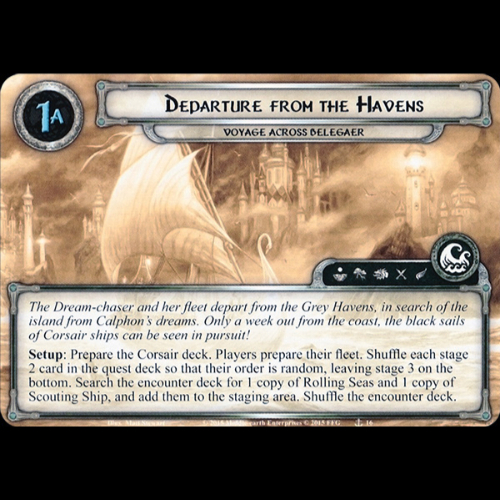 1A
DEPARTURE FROM THE HAVENS
VOYAGE ACROSS BELEGAER
The Dream-chaser and her fleet depart from the Grey Havens, in search of the
island from Calphon's dreams. Only a week out from the coast, the black sails
of Corsair ships can be seen in pursuit!
Setup: Prepare the Corsair deck. Players prepare their fleet. Shuffle each stage
2 card in the quest deck so that their order is random, leaving stage 3 on the
bottom. Search the encounter deck for 1 copy of Rolling Seas and 1 copy of
Scouting Ship, and add them to the staging area. Shuffle the encounter deck.
Enterprises © 2015 FFG 16